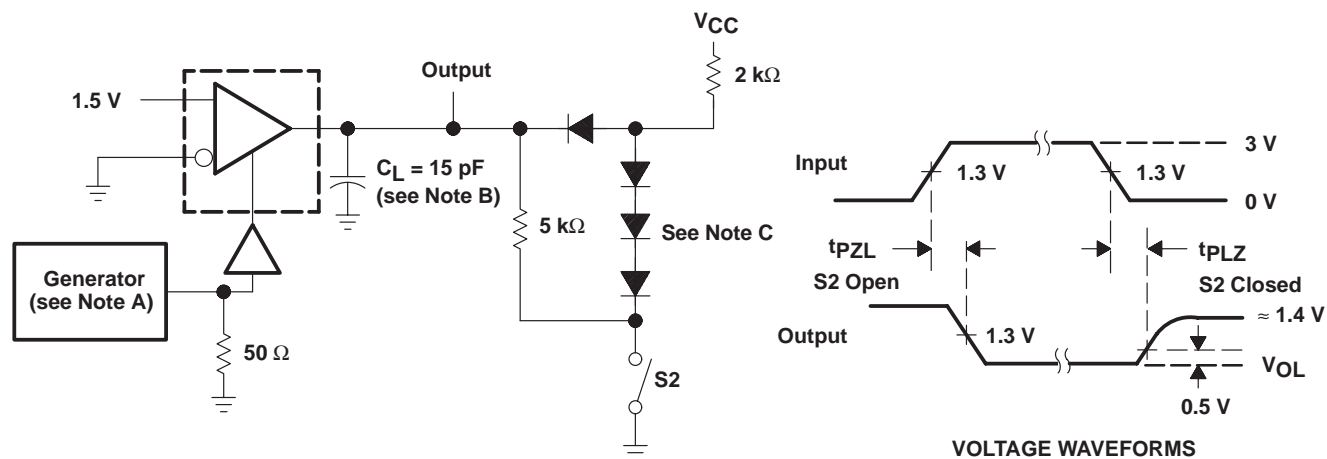 VCC
2 kΩ
Output
1.5 V
CL = 15 pF
(see Note B)
5 kΩ
See Note C
Generator
(see Note A)
50 Ω
S2
Input
3 V
1.3 V
1.3 V
0 V
tPZL
tPLZ
S2 Open
S2 Closed
≈ 1.4 V
Output
1.3 V
VOL
0.5 V
VOLTAGE WAVEFORMS